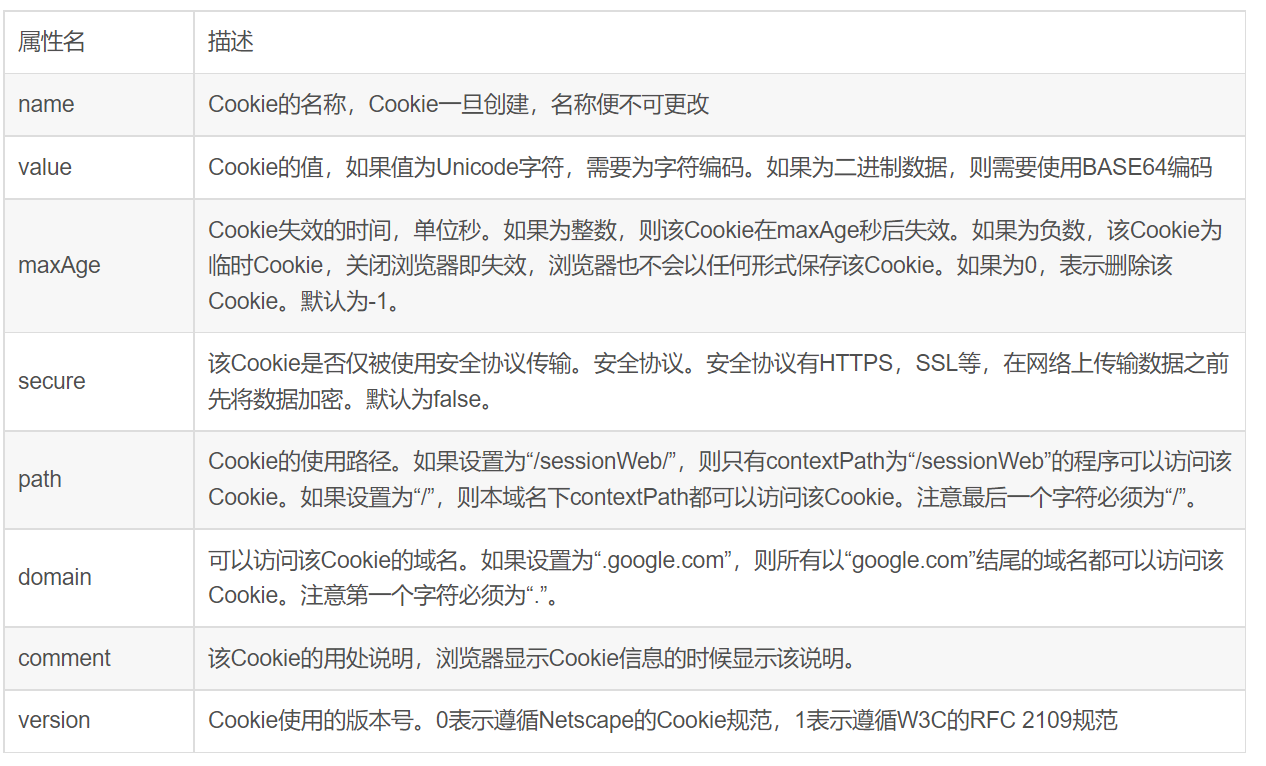 属性名 描述
name Cookie的名称，Cookie一旦创建，名称便不可更改
value Cookie的值，如果值为Unicode字符，需要为字符编码。如果为二进制数据，则需要使用BASE64编码
maxAge
Cookie失效的时间，单位秒。如果为整数，则该Cookie在maxAge秒后失效。如果为负数，该Cookie为
临时Cookie，关闭浏览器即失效，浏览器也不会以任何形式保存该Cookie。如果为0，表示删除该
Cookie。默认为-1。
secure
该Cookie是否仅被使用安全协议传输。安全协议。安全协议有HTTPS，SSL等，在网络上传输数据之前
先将数据加密。默认为false。
path
Cookie的使用路径。如果设置为“/sessionWeb/”，则只有contextPath为“/sessionWeb”的程序可以访问该
Cookie。如果设置为“/”，则本域名下contextPath都可以访问该Cookie。注意最后一个字符必须为“/”。
domain
可以访问该Cookie的域名。如果设置为“.google.com”，则所有以“google.com”结尾的域名都可以访问该
Cookie。注意第一个字符必须为“.”。
comment 该Cookie的用处说明，浏览器显示Cookie信息的时候显示该说明。
version Cookie使用的版本号。0表示遵循Netscape的Cookie规范，1表示遵循W3C的RFC 2109规范